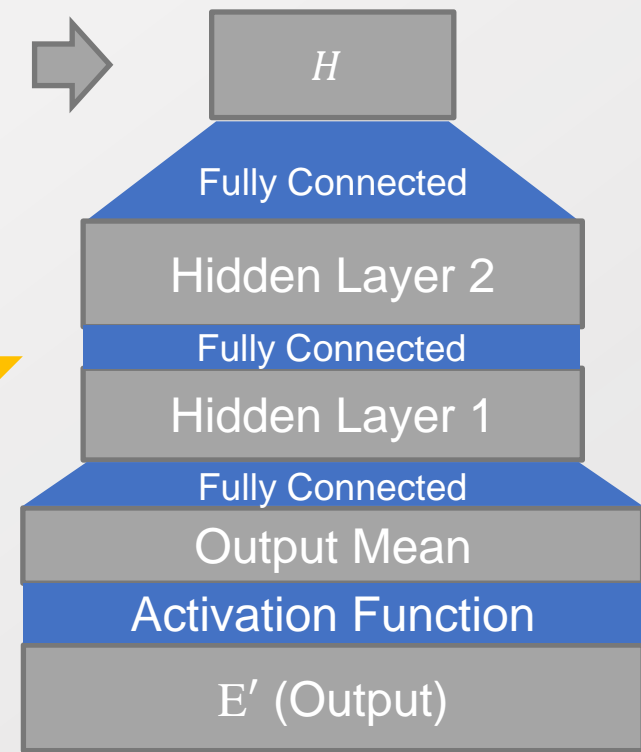 H
Fully Connected
Hidden Layer 2
Fully Connected
Hidden Layer 1
Fully Connected
Output Mean
Activation Function
E′ (Output)